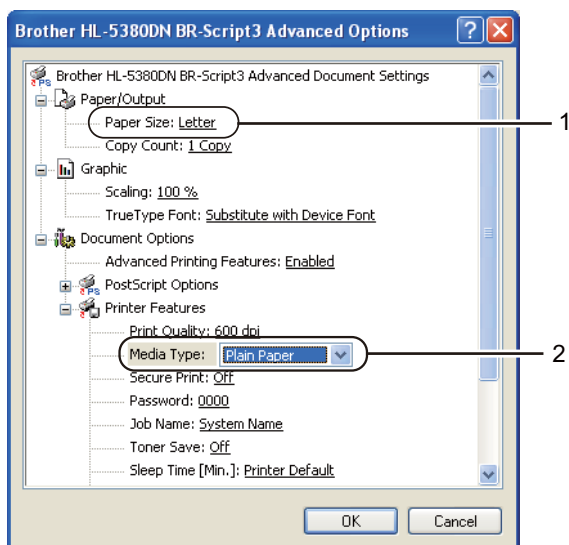 Brother HL-5380DN BR-Script3 Advanced Options
Brother HL-5380DN BR-Script3 Advanced Document Settings
Paper/Output
Paper Size: Letter
1
Copy Count: 1 Copy
Graphic
Scaling: 100 %
TrueType Font: Substitute with Device Font
Document Options
Advanced Printing Features: Enabled
PostScript Options
Printer Features
Print Quality: 600 dpi
Media Type: Plain Paper
2
Secure Print: Off
Password: 0000
Job Name: System Name
Toner Save: Off
Sleep Time [Min.]: Printer Default
OK Cancel